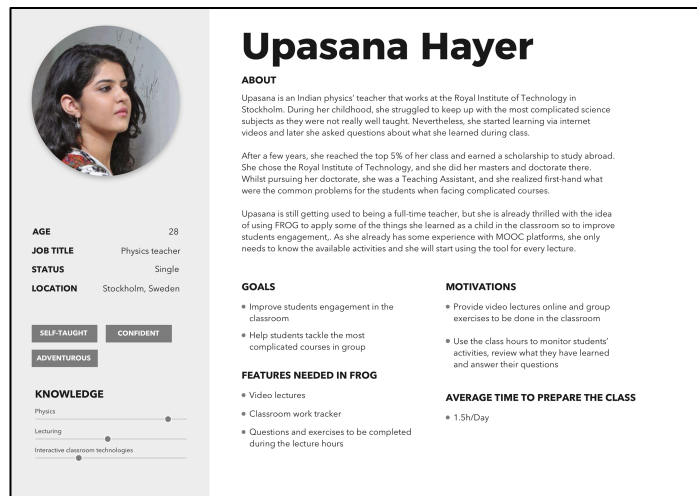 Upasana Hayer
ABOUT
Upasana is an Indian physics' teacher that works at the Royal Institute of Technology in
Stockholm. During her childhood, she struggled to keep up with the most complicated science
subjects as they were not really well taught. Nevertheless, she started learning via internet
videos and later she asked questions about what she learned during class.
After a few years, she reached the top 5% of her class and earned a scholarship to study abroad.
She chose the Royal Institute of Technology, and she did her masters and doctorate there.
Whilst pursuing her doctorate, she was a Teaching Assistant, and she realized first-hand what
were the common problems for the students when facing complicated courses.
Upasana is still getting used to being a full-time teacher, but she is already thrilled with the idea
of using FROG to apply some of the things she learned as a child in the classroom so to improve
students engagement,. As she already has some experience with MOOC platforms, she only
needs to know the available activities and she will start using the tool for every lecture.
AGE 28
JOB TITLE Physics teacher
STATUS Single
LOCATION Stockholm, Sweden
SELF-TAUGHT CONFIDENT
ADVENTUROUS
KNOWLEDGE
Physics
Lecturing
Interactive classroom technologies
GOALS
Improve students engagement in the
classroom
Help students tackle the most
complicated courses in group
FEATURES NEEDED IN FROG
Video lectures
Classroom work tracker
Questions and exercises to be completed
during the lecture hours
MOTIVATIONS
Provide video lectures online and group
exercises to be done in the classroom
Use the class hours to monitor students'
activities, review what they have learned
and answer their questions
AVERAGE TIME TO PREPARE THE CLASS
1.5h/Day